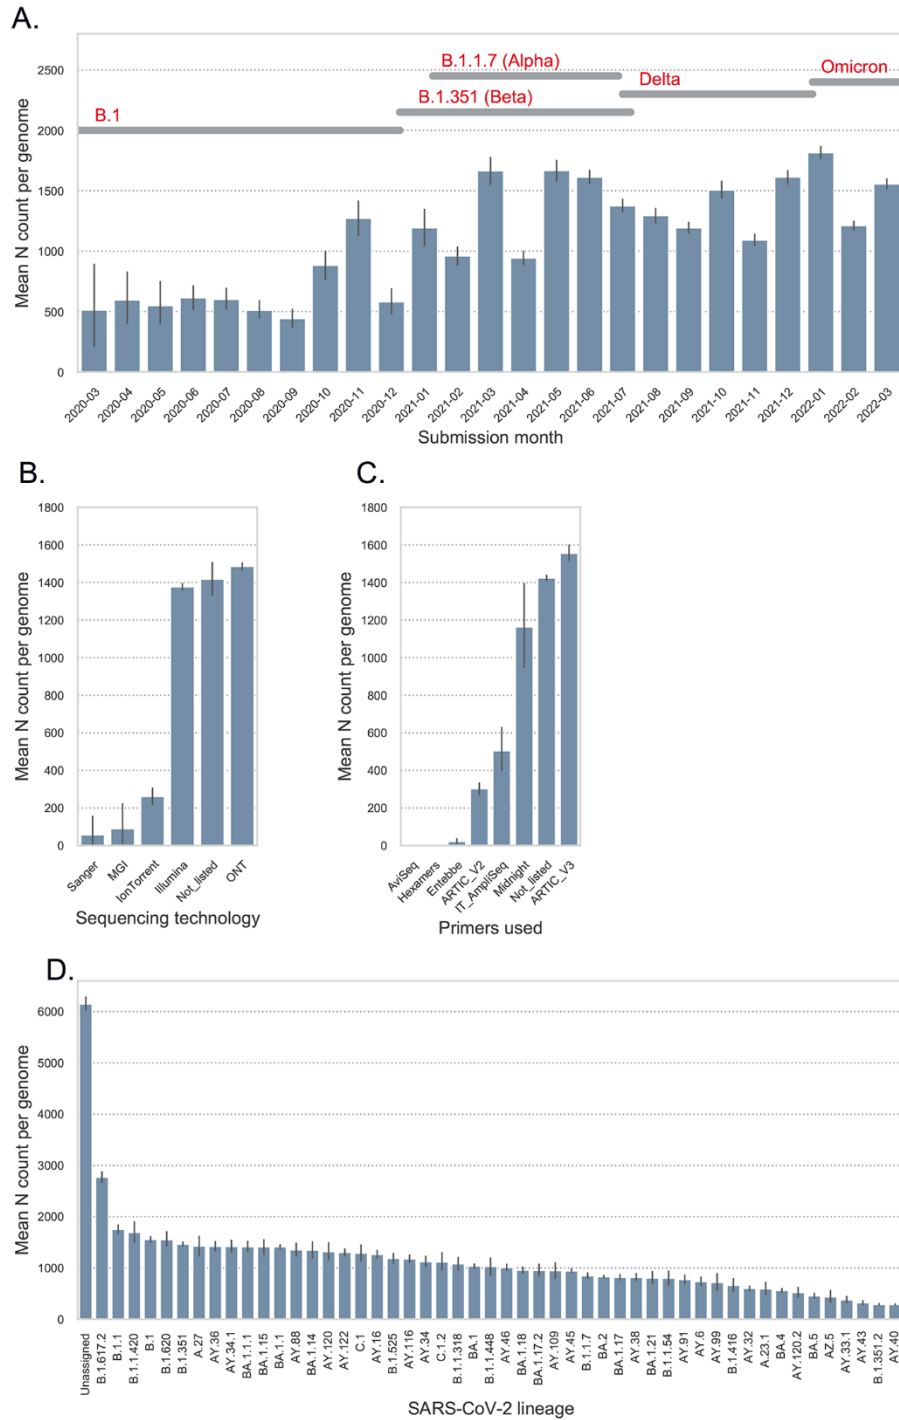 A.
Mean N count per genome
2500
2000
1500
1000
500
0
B.1.1.7 (Alpha)
Omicron
Delta
B.1.351 (Beta)
B.1
2020-03
2020-04
2020-05
2020-06
2020-07
2020-08
2020-09
2020-10
2020-11
2020-12
2021-01
2021-02
2021-03
2021-04
2021-05
2021-06
2021-07
2021-08
2021-09
2021-10
2021-11
2021-12
2022-01
2022-02
2022-03
Submission month
B.
Mean N count per genome
1800
1600
1400
1200
1000
800
600
400
200
0
Sanger
MGI
IonTorrent
Illumina
Not_listed
ONT
Sequencing technology
C.
Mean N count per genome
1800
1600
1400
1200
1000
800
600
400
200
0
AviSeq
Hexamers
Entebbe
ARTIC_V2
IT_AmpliSeq
Midnight
Not_listed
ARTIC_V3
Primers used
D.
Mean N count per genome
6000
5000
4000
3000
2000
1000
0
Unassigned
B.1.617.2
B.1.1
B.1.1.420
B.1
B.1.620
B.1.351
A.27
AY.36
AY.34.1
BA.1.1.1
BA.1.15
BA.1.1
AY.88
BA.1.14
AY.120
AY.122
C.1
AY.16
B.1.525
AY.116
AY.34
C.1.2
B.1.1.318
BA.1
B.1.1.448
AY.46
BA.1.18
BA.1.17.2
AY.109
AY.45
B.1.1.7
BA.2
BA.1.17
AY.38
BA.1.21
B.1.1.54
AY.91
AY.6
AY.99
B.1.416
AY.32
A.23.1
BA.4
AY.120.2
BA.5
AZ.5
AY.33.1
AY.43
B.1.351.2
AY.40
SARS-CoV-2 lineage